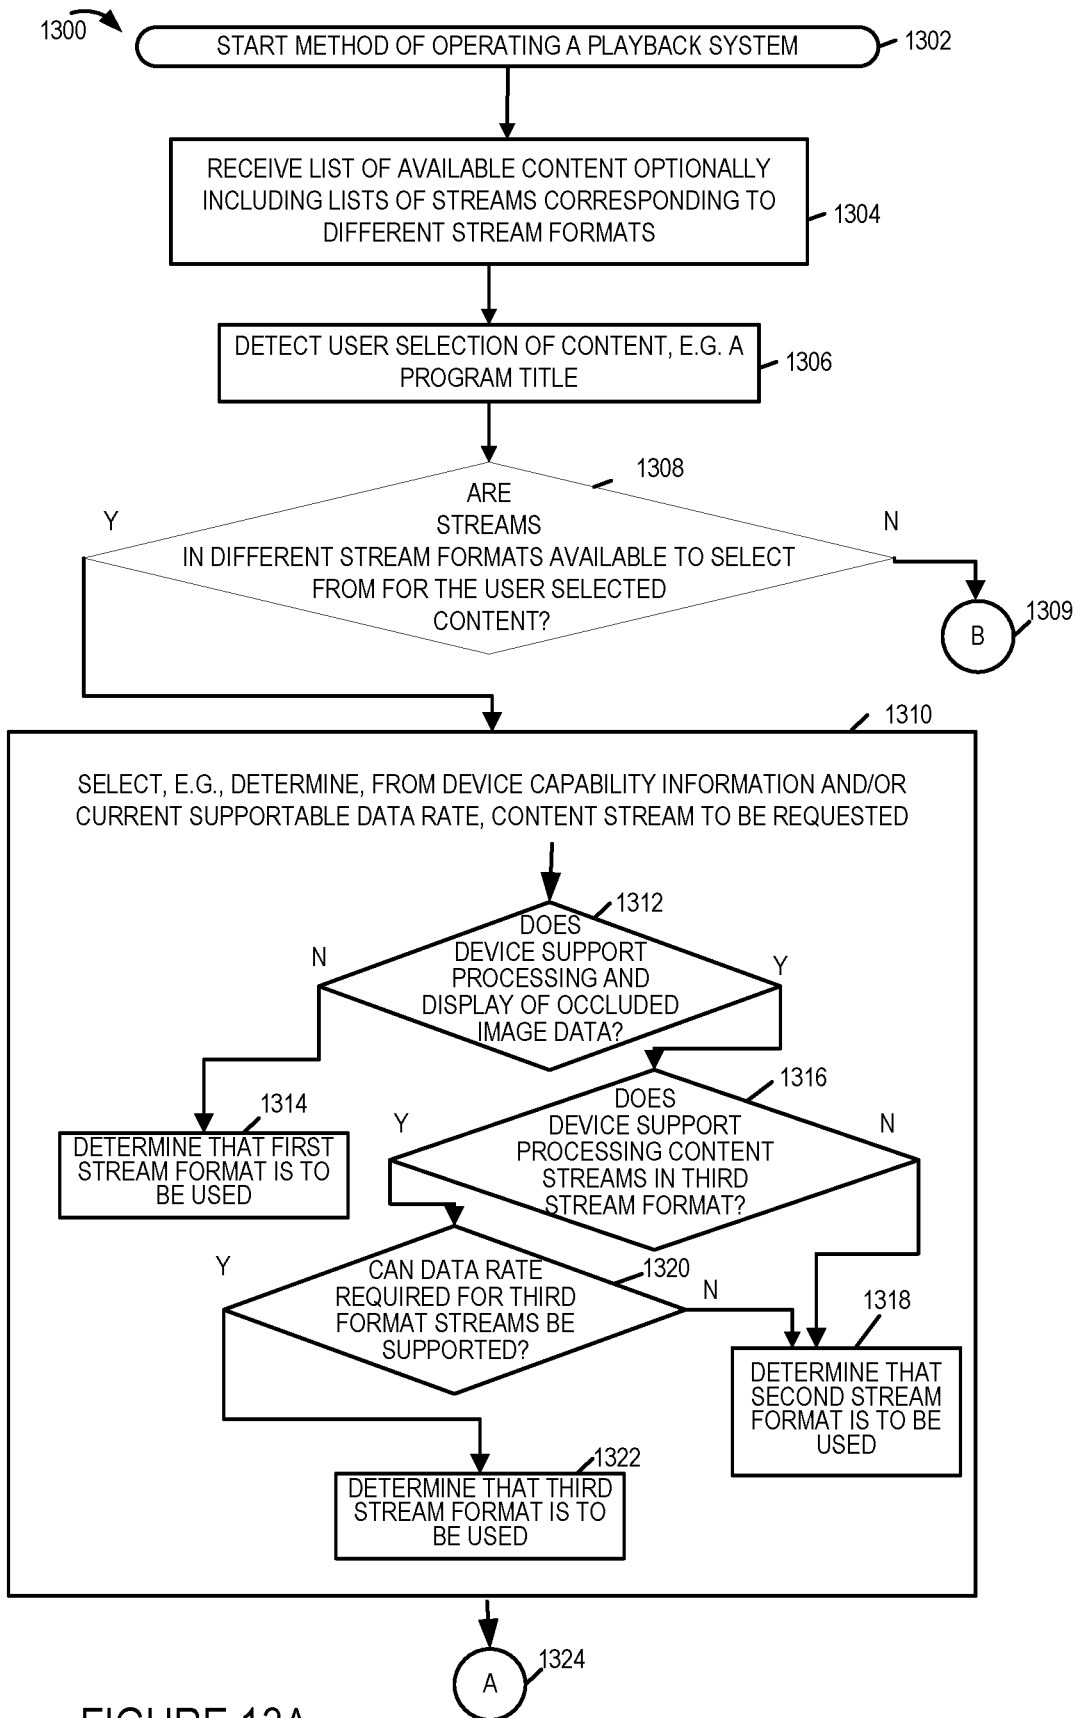 1300
START METHOD OF OPERATING A PLAYBACK SYSTEM
1302
RECEIVE LIST OF AVAILABLE CONTENT OPTIONALLY
INCLUDING LISTS OF STREAMS CORRESPONDING TO
DIFFERENT STREAM FORMATS
1304
DETECT USER SELECTION OF CONTENT, E.G. A
PROGRAM TITLE
1306
1308
ARE
STREAMS
IN DIFFERENT STREAM FORMATS AVAILABLE TO SELECT
FROM FOR THE USER SELECTED
CONTENT?
Y
N
B
1309
1310
SELECT, E.G., DETERMINE, FROM DEVICE CAPABILITY INFORMATION AND/OR
CURRENT SUPPORTABLE DATA RATE, CONTENT STREAM TO BE REQUESTED
1312
DOES
DEVICE SUPPORT
PROCESSING AND
DISPLAY OF OCCLUDED
IMAGE DATA?
N
Y
1314
DETERMINE THAT FIRST
STREAM FORMAT IS TO
BE USED
1316
DOES
DEVICE SUPPORT
PROCESSING CONTENT
STREAMS IN THIRD
STREAM FORMAT?
Y
N
1320
CAN DATA RATE
REQUIRED FOR THIRD
FORMAT STREAMS BE
SUPPORTED?
Y
N
1318
DETERMINE THAT
SECOND STREAM
FORMAT IS TO BE
USED
1322
DETERMINE THAT THIRD
STREAM FORMAT IS TO
BE USED
A
1324
FIGURE 13A